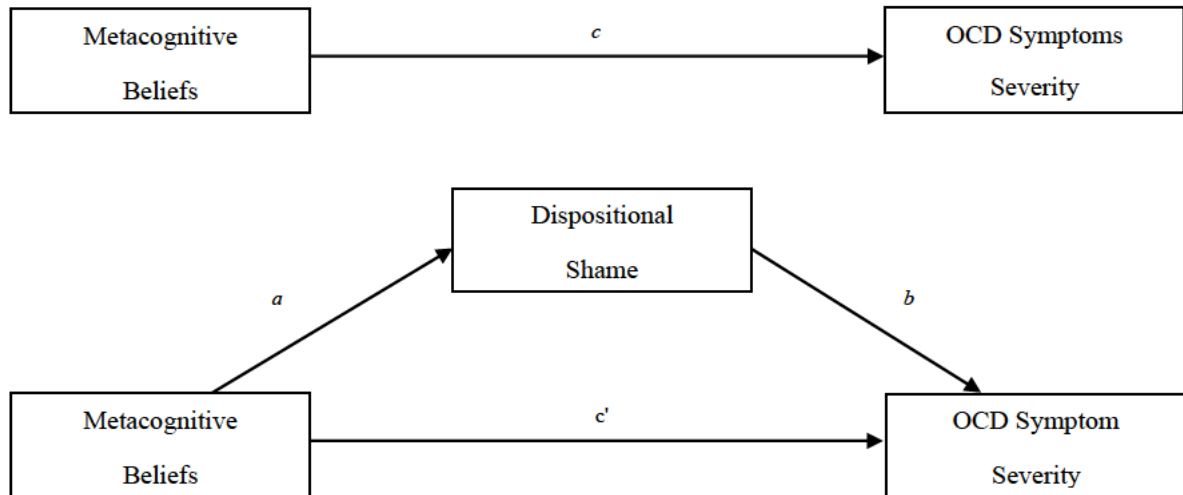 Metacognitive
Beliefs
c
OCD Symptoms
Severity
Dispositional
Shame
a
b
Metacognitive
Beliefs
c'
OCD Symptom
Severity